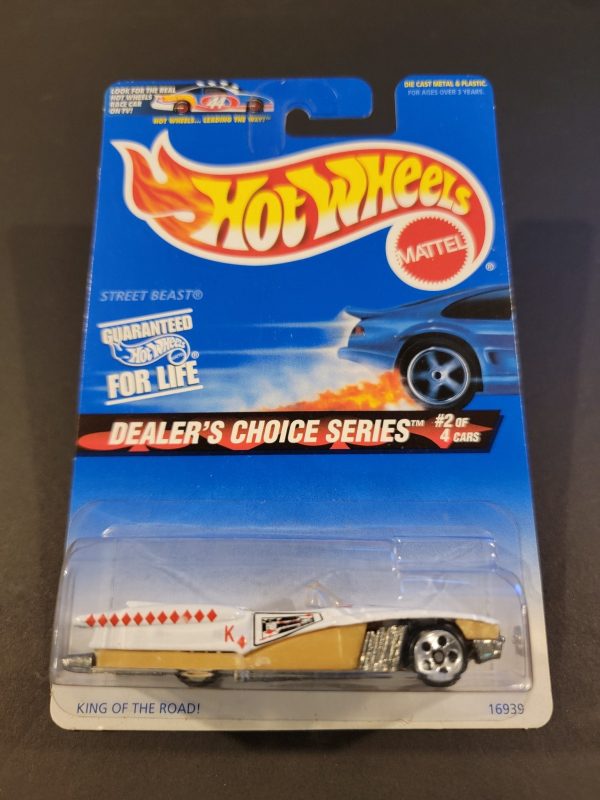 LOOK FOR THE REAL
HOT WHEELS
RACE CAR
ON TV!
44
HOT WHEELS... LEADING THE WAY!™
DIE CAST METAL & PLASTIC.
FOR AGES OVER 3 YEARS.
HOT WHEELS
MATTEL
®
STREET BEAST®
GUARANTEED
HOT WHEELS®
FOR LIFE
DEALER'S CHOICE SERIES™ #2 OF
4 CARS
K
KING OF THE ROAD!
16939